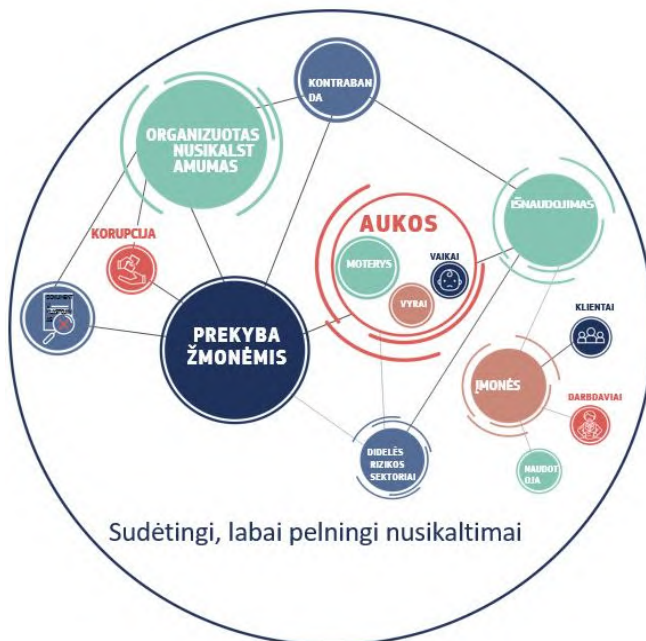 KONTRABAN
DA
ORGANIZUOTAS
NUSIKALST
AMUMAS
IŠNAUDOJIMAS
KORUPCIJA
AUKOS
MOTERYS
VAIKAI
VYRAI
PREKYBA
ŽMONĖMIS
KLIENTAI
ĮMONĖS
DARBDAVIAI
DIDELĖS
RIZIKOS
SEKTORIAI
NAUDOT
OJA
Sudėtingi, labai pelningi nusikaltimai